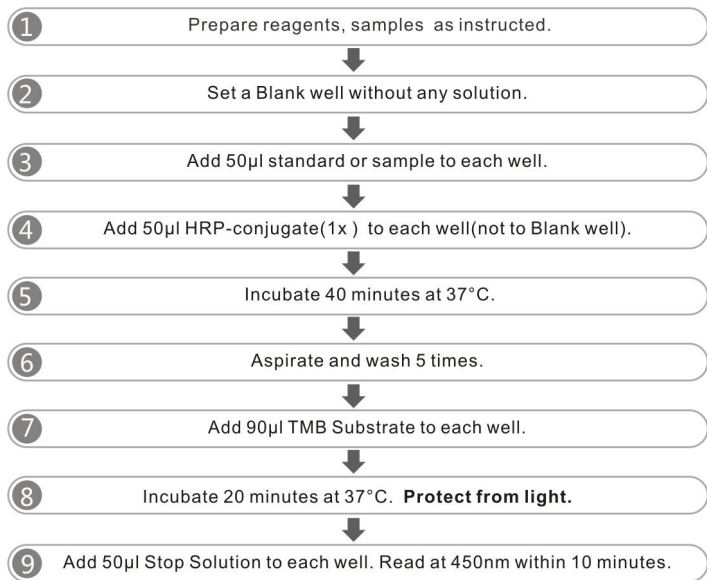 1 Prepare reagents, samples as instructed.
2 Set a Blank well without any solution.
3 Add 50μl standard or sample to each well.
4 Add 50μl HRP-conjugate(1x ) to each well(not to Blank well).
5 Incubate 40 minutes at 37°C.
6 Aspirate and wash 5 times.
7 Add 90μl TMB Substrate to each well.
8 Incubate 20 minutes at 37°C. Protect from light.
9 Add 50μl Stop Solution to each well. Read at 450nm within 10 minutes.